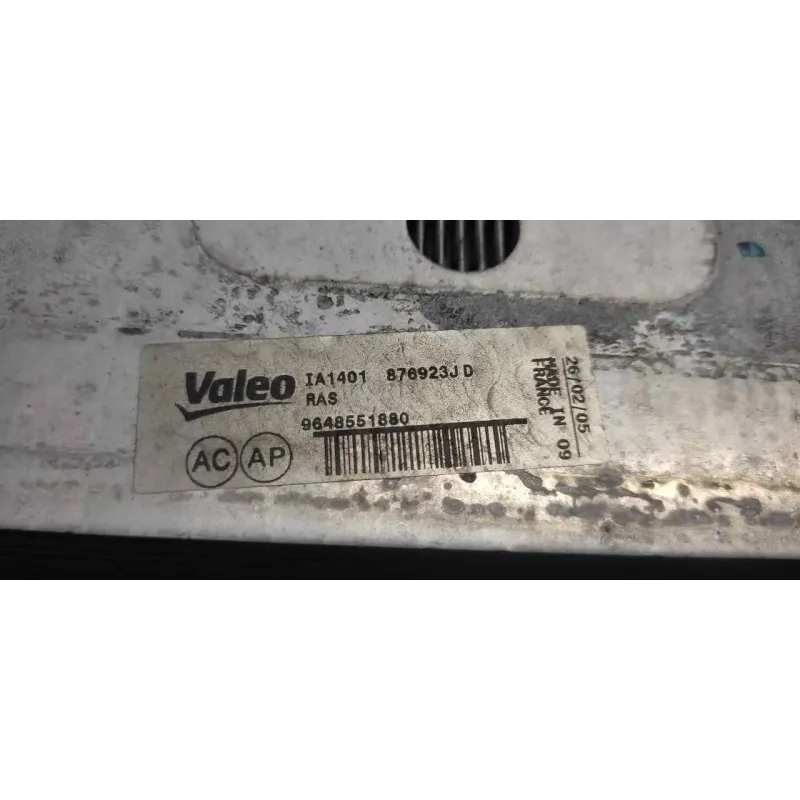 Valeo
IA1401 876923J D
RAS
9648551880
AC AP
MADE IN 09
FRANCE
26/02/05